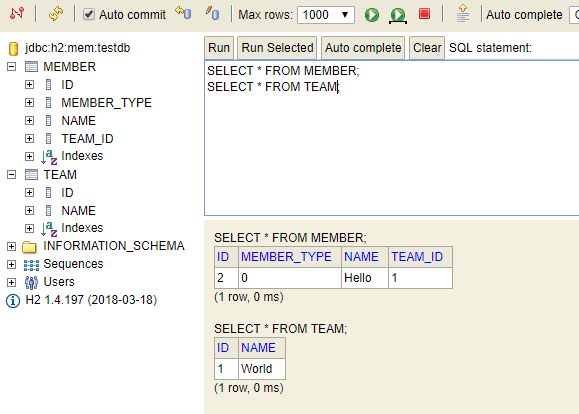 Auto commit Max rows: 1000 Auto complete
jdbc:h2:mem:testdb
MEMBER
ID
MEMBER_TYPE
NAME
TEAM_ID
Indexes
TEAM
ID
NAME
Indexes
INFORMATION_SCHEMA
Sequences
Users
H2 1.4.197 (2018-03-18)
Run Run Selected Auto complete Clear SQL statement:
SELECT * FROM MEMBER;
SELECT * FROM TEAM;
SELECT * FROM MEMBER;
ID MEMBER_TYPE NAME TEAM_ID
2 0 Hello 1
(1 row, 0 ms)
SELECT * FROM TEAM;
ID NAME
1 World
(1 row, 0 ms)